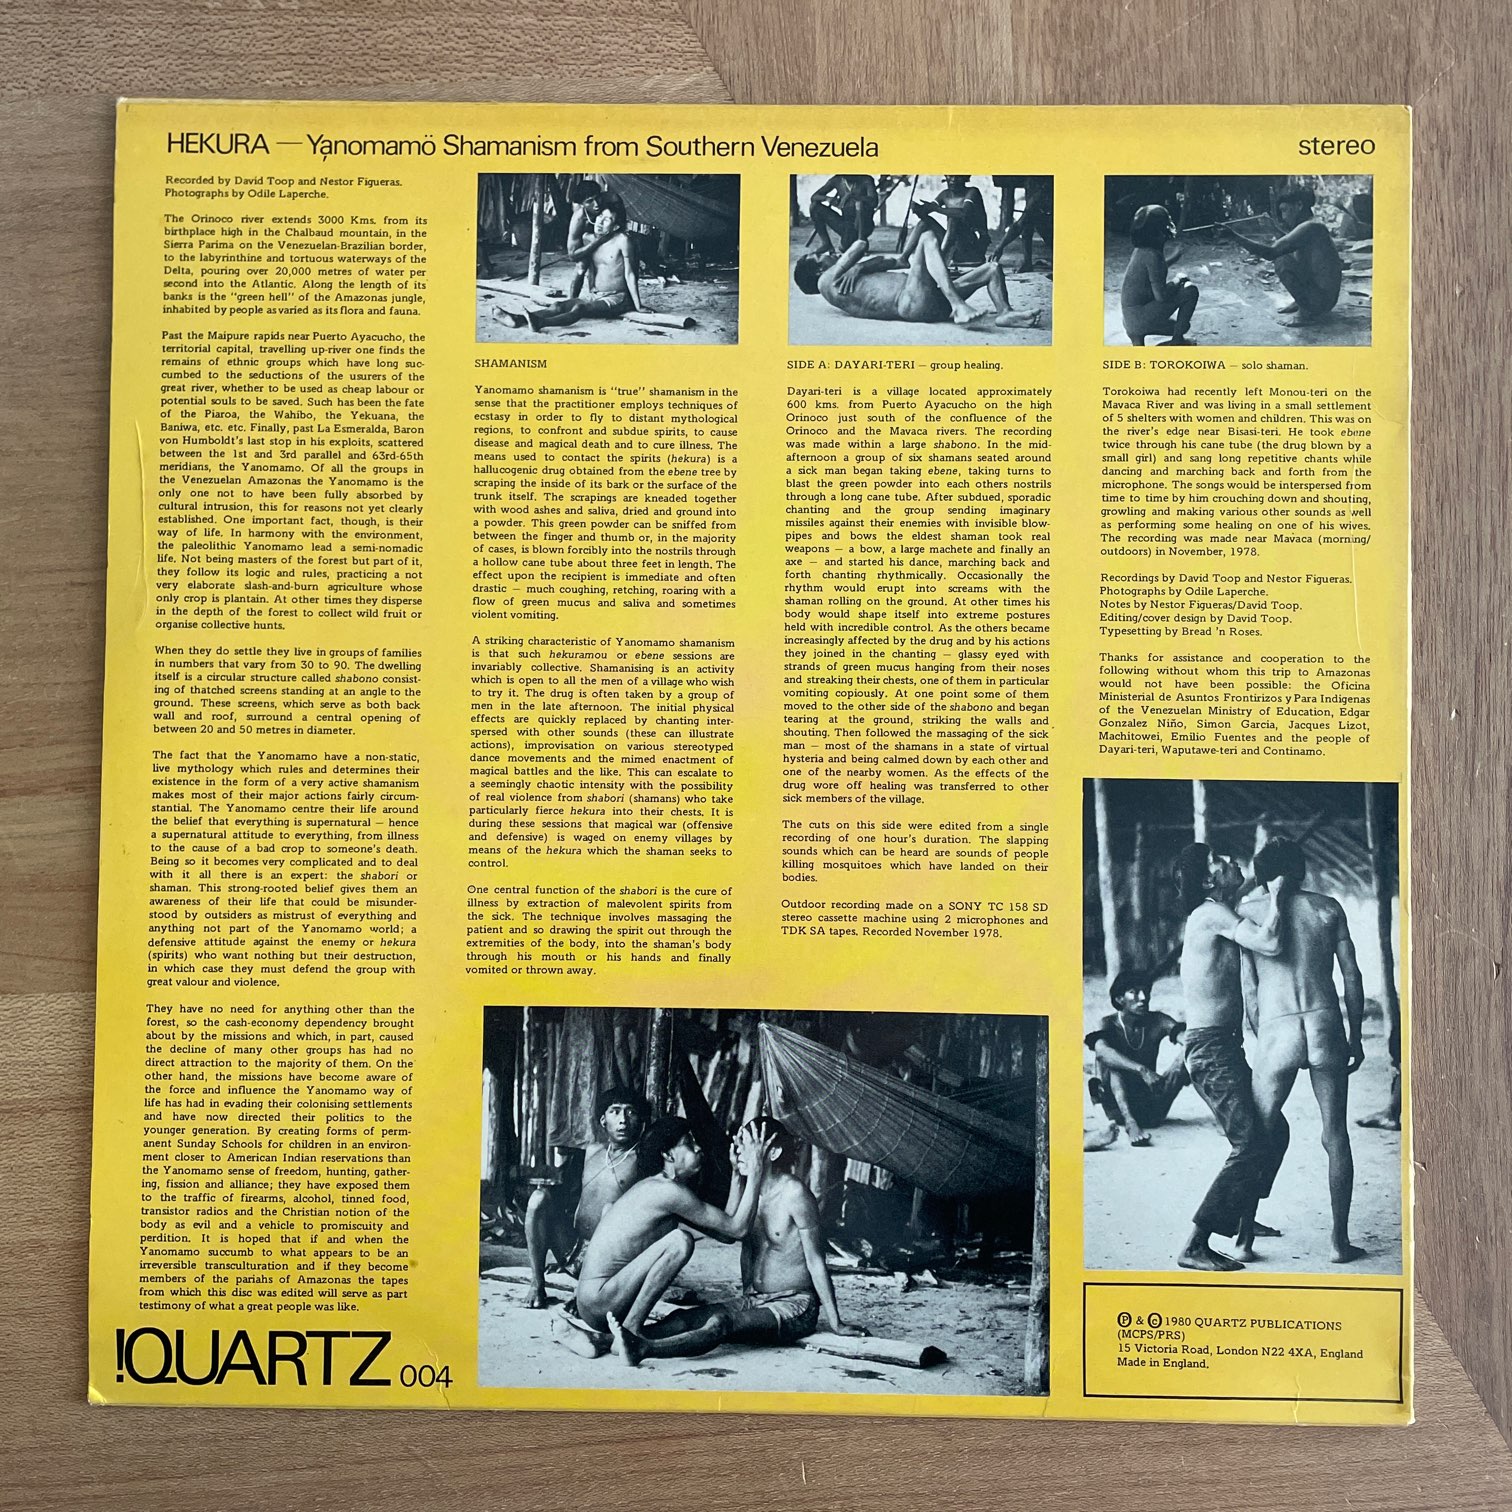 HEKURA — Ya̧nomamö Shamanism from Southern Venezuela
stereo
Recorded by David Toop and Nestor Figueras.
Photographs by Odile Laperche.
The Orinoco river extends 3000 Kms. from its
birthplace high in the Chalbaud mountain, in the
Sierra Parima on the Venezuelan-Brazilian border,
to the labyrinthine and tortuous waterways of the
Delta, pouring over 20,000 metres of water per
second into the Atlantic. Along the length of its
banks is the "green hell" of the Amazonas jungle,
inhabited by people as varied as its flora and fauna.
Past the Maipure rapids near Puerto Ayacucho, the
territorial capital, travelling up-river one finds the
remains of ethnic groups which have long suc-
cumbed to the seductions of the usurers of the
great river, whether to be used as cheap labour or
potential souls to be saved. Such has been the fate
of the Piaroa, the Wahibo, the Yekuana, the
Baniwa, etc. etc. Finally, past La Esmeralda, Baron
von Humboldt's last stop in his exploits, scattered
between the 1st and 3rd parallel and 63rd-65th
meridians, the Yanomamo. Of all the groups in
the Venezuelan Amazonas the Yanomamo is the
only one not to have been fully absorbed by
cultural intrusion, this for reasons not yet clearly
established. One important fact, though, is their
way of life. In harmony with the environment,
the paleolithic Yanomamo lead a semi-nomadic
life. Not being masters of the forest but part of it,
they follow its logic and rules, practicing a not
very elaborate slash-and-burn agriculture whose
only crop is plantain. At other times they disperse
in the depth of the forest to collect wild fruit or
organise collective hunts.
When they do settle they live in groups of families
in numbers that vary from 30 to 90. The dwelling
itself is a circular structure called shabono consist-
ing of thatched screens standing at an angle to the
ground. These screens, which serve as both back
wall and roof, surround a central opening of
between 20 and 50 metres in diameter.
The fact that the Yanomamo have a non-static,
live mythology which rules and determines their
existence in the form of a very active shamanism
makes most of their major actions fairly circum-
stantial. The Yanomamo centre their life around
the belief that everything is supernatural — hence
a supernatural attitude to everything, from illness
to the cause of a bad crop to someone's death.
Being so it becomes very complicated and to deal
with it all there is an expert: the shabori or
shaman. This strong-rooted belief gives them an
awareness of their life that could be misunder-
stood by outsiders as mistrust of everything and
anything not part of the Yanomamo world; a
defensive attitude against the enemy or hekura
(spirits) who want nothing but their destruction,
in which case they must defend the group with
great valour and violence.
They have no need for anything other than the
forest, so the cash-economy dependency brought
about by the missions and which, in part, caused
the decline of many other groups has had no
direct attraction to the majority of them. On the
other hand, the missions have become aware of
the force and influence the Yanomamo way of
life has had in evading their colonising settlements
and have now directed their politics to the
younger generation. By creating forms of perm-
anent Sunday Schools for children in an environ-
ment closer to American Indian reservations than
the Yanomamo sense of freedom, hunting, gather-
ing, fission and alliance; they have exposed them
to the traffic of firearms, alcohol, tinned food,
transistor radios and the Christian notion of the
body as evil and a vehicle to promiscuity and
perdition. It is hoped that if and when the
Yanomamo succumb to what appears to be an
irreversible transculturation and if they become
members of the pariahs of Amazonas the tapes
from which this disc was edited will serve as part
testimony of what a great people was like.
!QUARTZ 004
SHAMANISM
Yanomamo shamanism is "true" shamanism in the
sense that the practitioner employs techniques of
ecstasy in order to fly to distant mythological
regions, to confront and subdue spirits, to cause
disease and magical death and to cure illness. The
means used to contact the spirits (hekura) is a
hallucogenic drug obtained from the ebene tree by
scraping the inside of its bark or the surface of the
trunk itself. The scrapings are kneaded together
with wood ashes and saliva, dried and ground into
a powder. This green powder can be sniffed from
between the finger and thumb or, in the majority
of cases, is blown forcibly into the nostrils through
a hollow cane tube about three feet in length. The
effect upon the recipient is immediate and often
drastic — much coughing, retching, roaring with a
flow of green mucus and saliva and sometimes
violent vomiting.
A striking characteristic of Yanomamo shamanism
is that such hekuramou or ebene sessions are
invariably collective. Shamanising is an activity
which is open to all the men of a village who wish
to try it. The drug is often taken by a group of
men in the late afternoon. The initial physical
effects are quickly replaced by chanting inter-
spersed with other sounds (these can illustrate
actions), improvisation on various stereotyped
dance movements and the mimed enactment of
magical battles and the like. This can escalate to
a seemingly chaotic intensity with the possibility
of real violence from shabori (shamans) who take
particularly fierce hekura into their chests. It is
during these sessions that magical war (offensive
and defensive) is waged on enemy villages by
means of the hekura which the shaman seeks to
control.
One central function of the shabori is the cure of
illness by extraction of malevolent spirits from
the sick. The technique involves massaging the
patient and so drawing the spirit out through the
extremities of the body, into the shaman's body
through his mouth or his hands and finally
vomited or thrown away.
SIDE A: DAYARI-TERI — group healing.
Dayari-teri is a village located approximately
600 kms. from Puerto Ayacucho on the high
Orinoco just south of the confluence of the
Orinoco and the Mavaca rivers. The recording
was made within a large shabono. In the mid-
afternoon a group of six shamans seated around
a sick man began taking ebene, taking turns to
blast the green powder into each others nostrils
through a long cane tube. After subdued, sporadic
chanting and the group sending imaginary
missiles against their enemies with invisible blow-
pipes and bows the eldest shaman took real
weapons — a bow, a large machete and finally an
axe — and started his dance, marching back and
forth chanting rhythmically. Occasionally the
rhythm would erupt into screams with the
shaman rolling on the ground. At other times his
body would shape itself into extreme postures
held with incredible control. As the others became
increasingly affected by the drug and by his actions
they joined in the chanting — glassy eyed with
strands of green mucus hanging from their noses
and streaking their chests, one of them in particular
vomiting copiously. At one point some of them
moved to the other side of the shabono and began
tearing at the ground, striking the walls and
shouting. Then followed the massaging of the sick
man — most of the shamans in a state of virtual
hysteria and being calmed down by each other and
one of the nearby women. As the effects of the
drug wore off healing was transferred to other
sick members of the village.
The cuts on this side were edited from a single
recording of one hour's duration. The slapping
sounds which can be heard are sounds of people
killing mosquitoes which have landed on their
bodies.
Outdoor recording made on a SONY TC 158 SD
stereo cassette machine using 2 microphones and
TDK SA tapes. Recorded November 1978.
SIDE B: TOROKOIWA — solo shaman.
Torokoiwa had recently left Monou-teri on the
Mavaca River and was living in a small settlement
of 5 shelters with women and children. This was on
the river's edge near Bisasi-teri. He took ebene
twice through his cane tube (the drug blown by a
small girl) and sang long repetitive chants while
dancing and marching back and forth from the
microphone. The songs would be interspersed from
time to time by him crouching down and shouting,
growling and making various other sounds as well
as performing some healing on one of his wives.
The recording was made near Mavaca (morning/
outdoors) in November, 1978.
Recordings by David Toop and Nestor Figueras.
Photographs by Odile Laperche.
Notes by Nestor Figueras/David Toop.
Editing/cover design by David Toop.
Typesetting by Bread 'n Roses.
Thanks for assistance and cooperation to the
following without whom this trip to Amazonas
would not have been possible: the Oficina
Ministerial de Asuntos Frontirizos y Para Indigenas
of the Venezuelan Ministry of Education, Edgar
Gonzalez Niño, Simon Garcia, Jacques Lizot,
Machitowei, Emilio Fuentes and the people of
Dayari-teri, Waputawe-teri and Continamo.
Ⓟ & © 1980 QUARTZ PUBLICATIONS
(MCPS/PRS)
15 Victoria Road, London N22 4XA, England
Made in England.